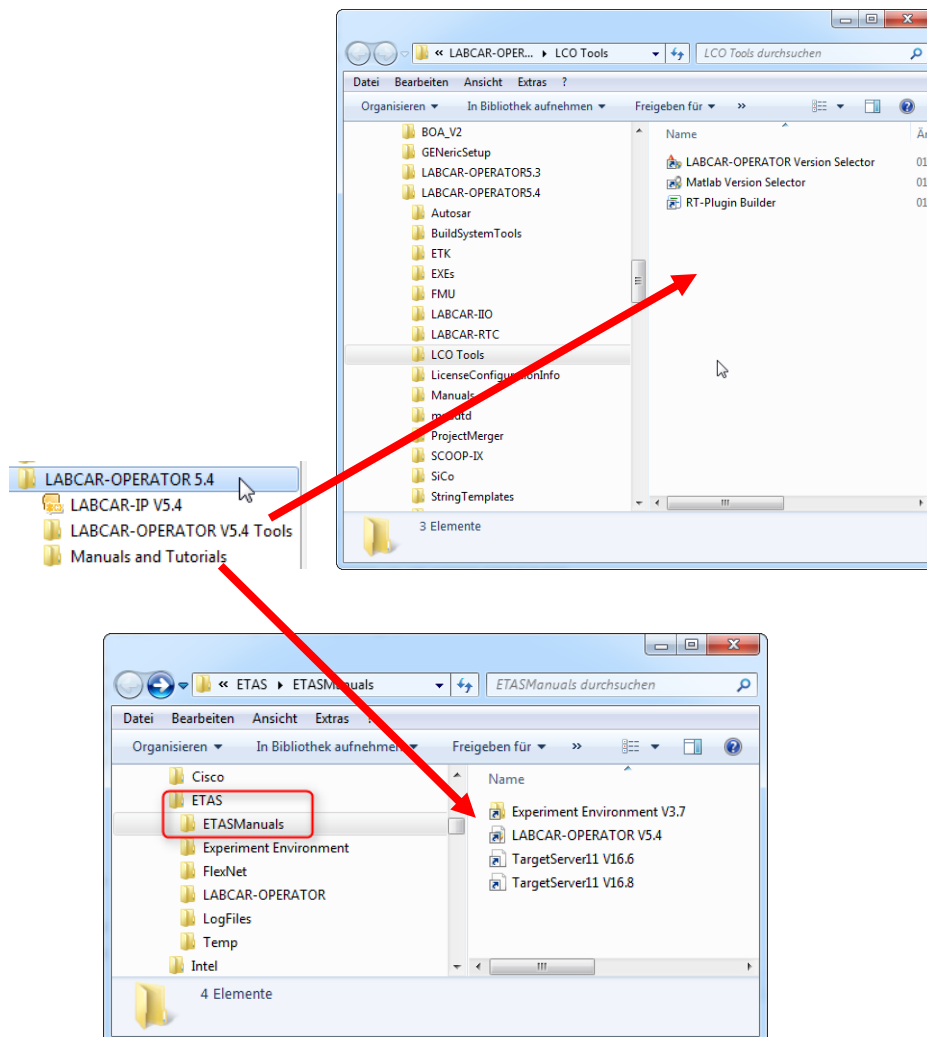 « LABCAR-OPER... ▸ LCO Tools
LCO Tools durchsuchen
Datei Bearbeiten Ansicht Extras ?
Organisieren ▾ In Bibliothek aufnehmen ▾ Freigeben für ▾ »
Name
BOA_V2
GENericSetup
LABCAR-OPERATOR5.3
LABCAR-OPERATOR5.4
Autosar
BuildSystemTools
ETK
EXEs
FMU
LABCAR-IIO
LABCAR-RTC
LCO Tools
LicenseConfigurationInfo
Manuals
ProjectMerger
SCOOP-IX
SiCo
StringTemplates
LABCAR-OPERATOR Version Selector 01
Matlab Version Selector 01
RT-Plugin Builder 01
3 Elemente
LABCAR-OPERATOR 5.4
LABCAR-IP V5.4
LABCAR-OPERATOR V5.4 Tools
Manuals and Tutorials
« ETAS ▸ ETASManuals
ETASManuals durchsuchen
Datei Bearbeiten Ansicht Extras ?
Organisieren ▾ In Bibliothek aufnehmen ▾ Freigeben für ▾ »
Name
Cisco
ETAS
ETASManuals
Experiment Environment
FlexNet
LABCAR-OPERATOR
LogFiles
Temp
Intel
Experiment Environment V3.7
LABCAR-OPERATOR V5.4
TargetServer11 V16.6
TargetServer11 V16.8
4 Elemente